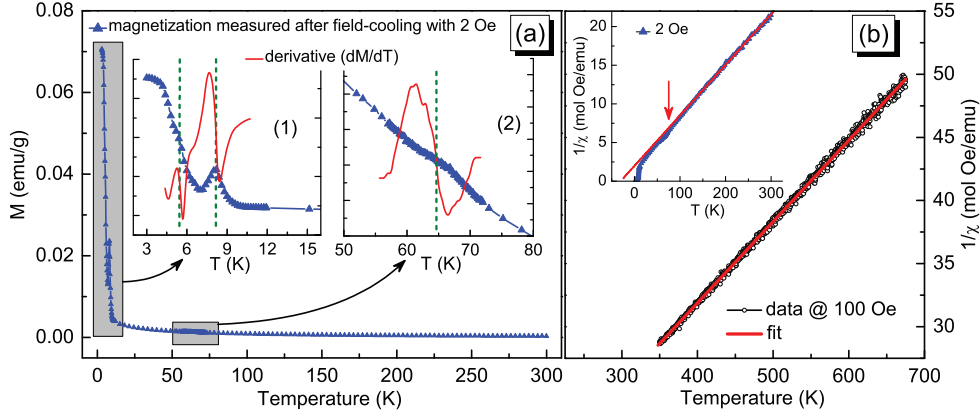 magnetization measured after field-cooling with 2 Oe
(a)
derivative (dM/dT)
(1)
(2)
3 6 9 12 15
T (K)
50 60 70 80
T (K)
0.08
0.06
0.04
0.02
0.00
M (emu/g)
0 50 100 150 200 250 300
Temperature (K)
(b)
2 Oe
20
15
10
5
0
1/χ (mol Oe/emu)
0 100 200 300
T (K)
data @ 100 Oe
fit
55
50
45
40
35
30
1/χ (mol Oe/emu)
300 400 500 600 700
Temperature (K)